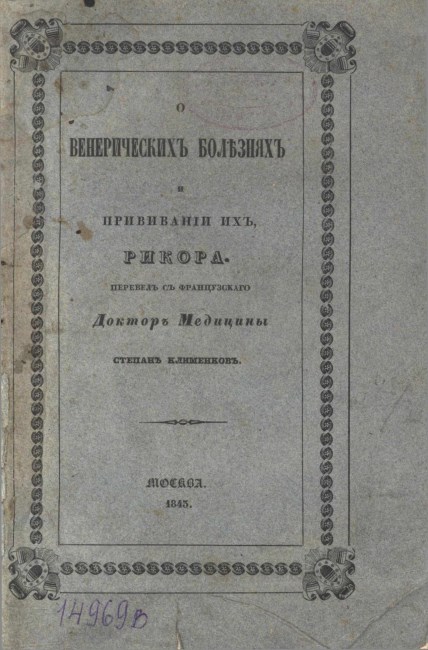 О
ВЕНЕРИЧЕСКИХЪ БОЛѢЗНЯХЪ
И
ПРИВИВАНІИ ИХЪ,
РИКОРА.
ПЕРЕВЕЛЪ СЪ ФРАНЦУЗСКАГО
Докторъ Медицины
СТЕПАНЪ КЛИМЕНКОВЪ.
МОСКВА.
1843.
14969в